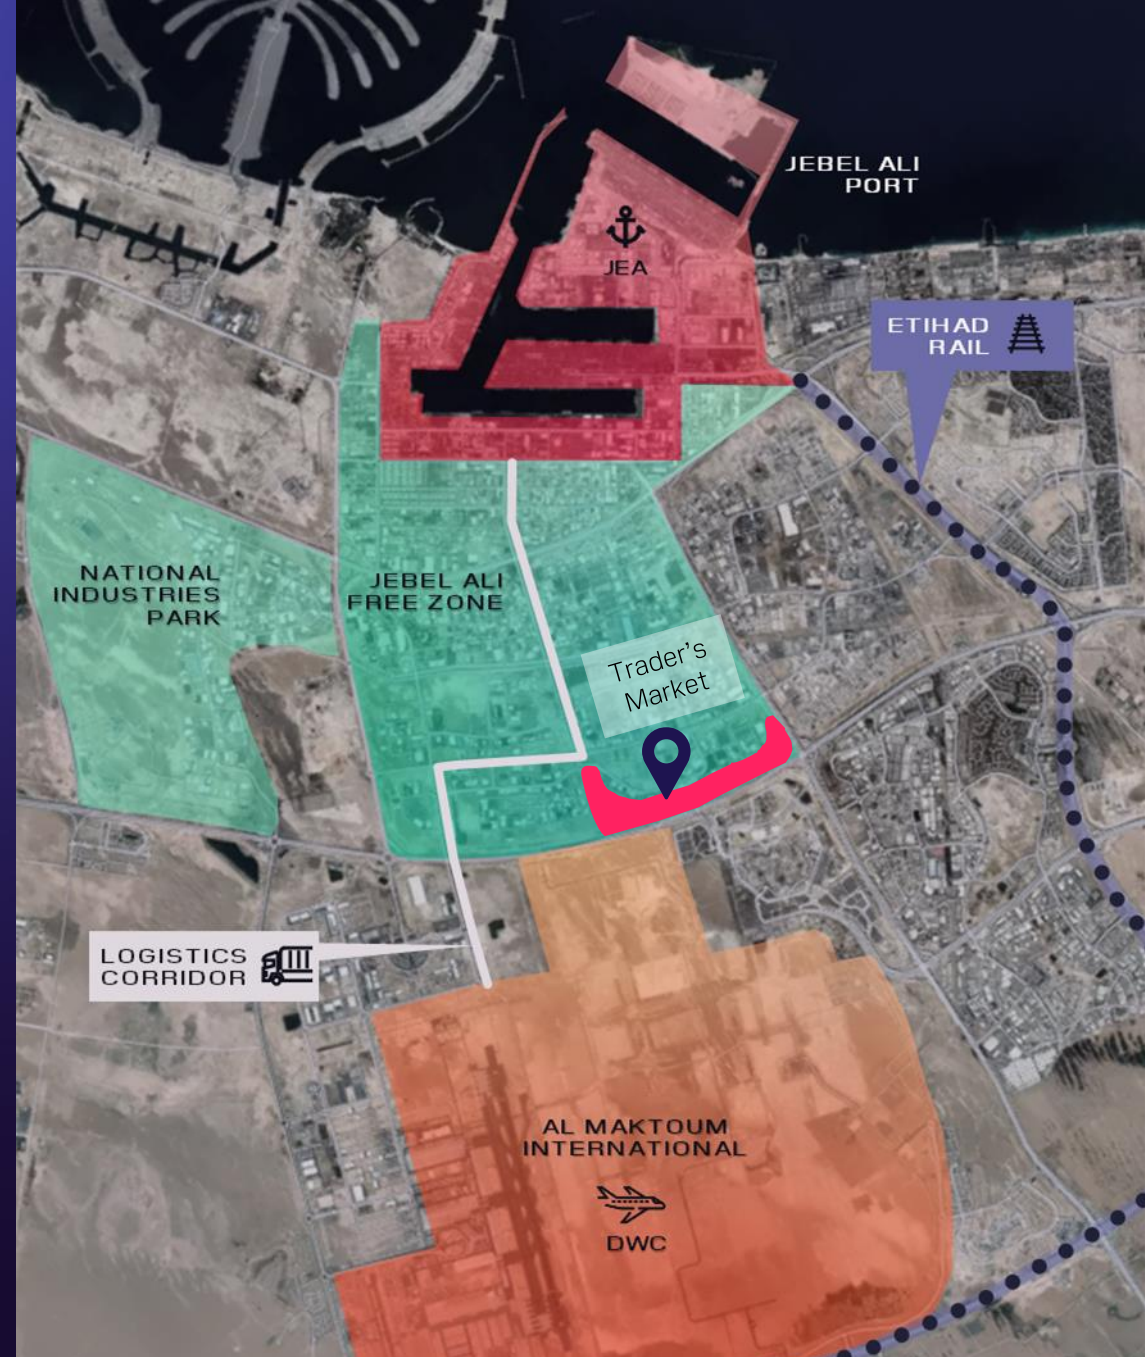 JEBEL ALI
PORT
JEA
ETIHAD
RAIL
NATIONAL
INDUSTRIES
PARK
JEBEL ALI
FREE ZONE
Trader's
Market
LOGISTICS
CORRIDOR
AL MAKTOUM
INTERNATIONAL
DWC